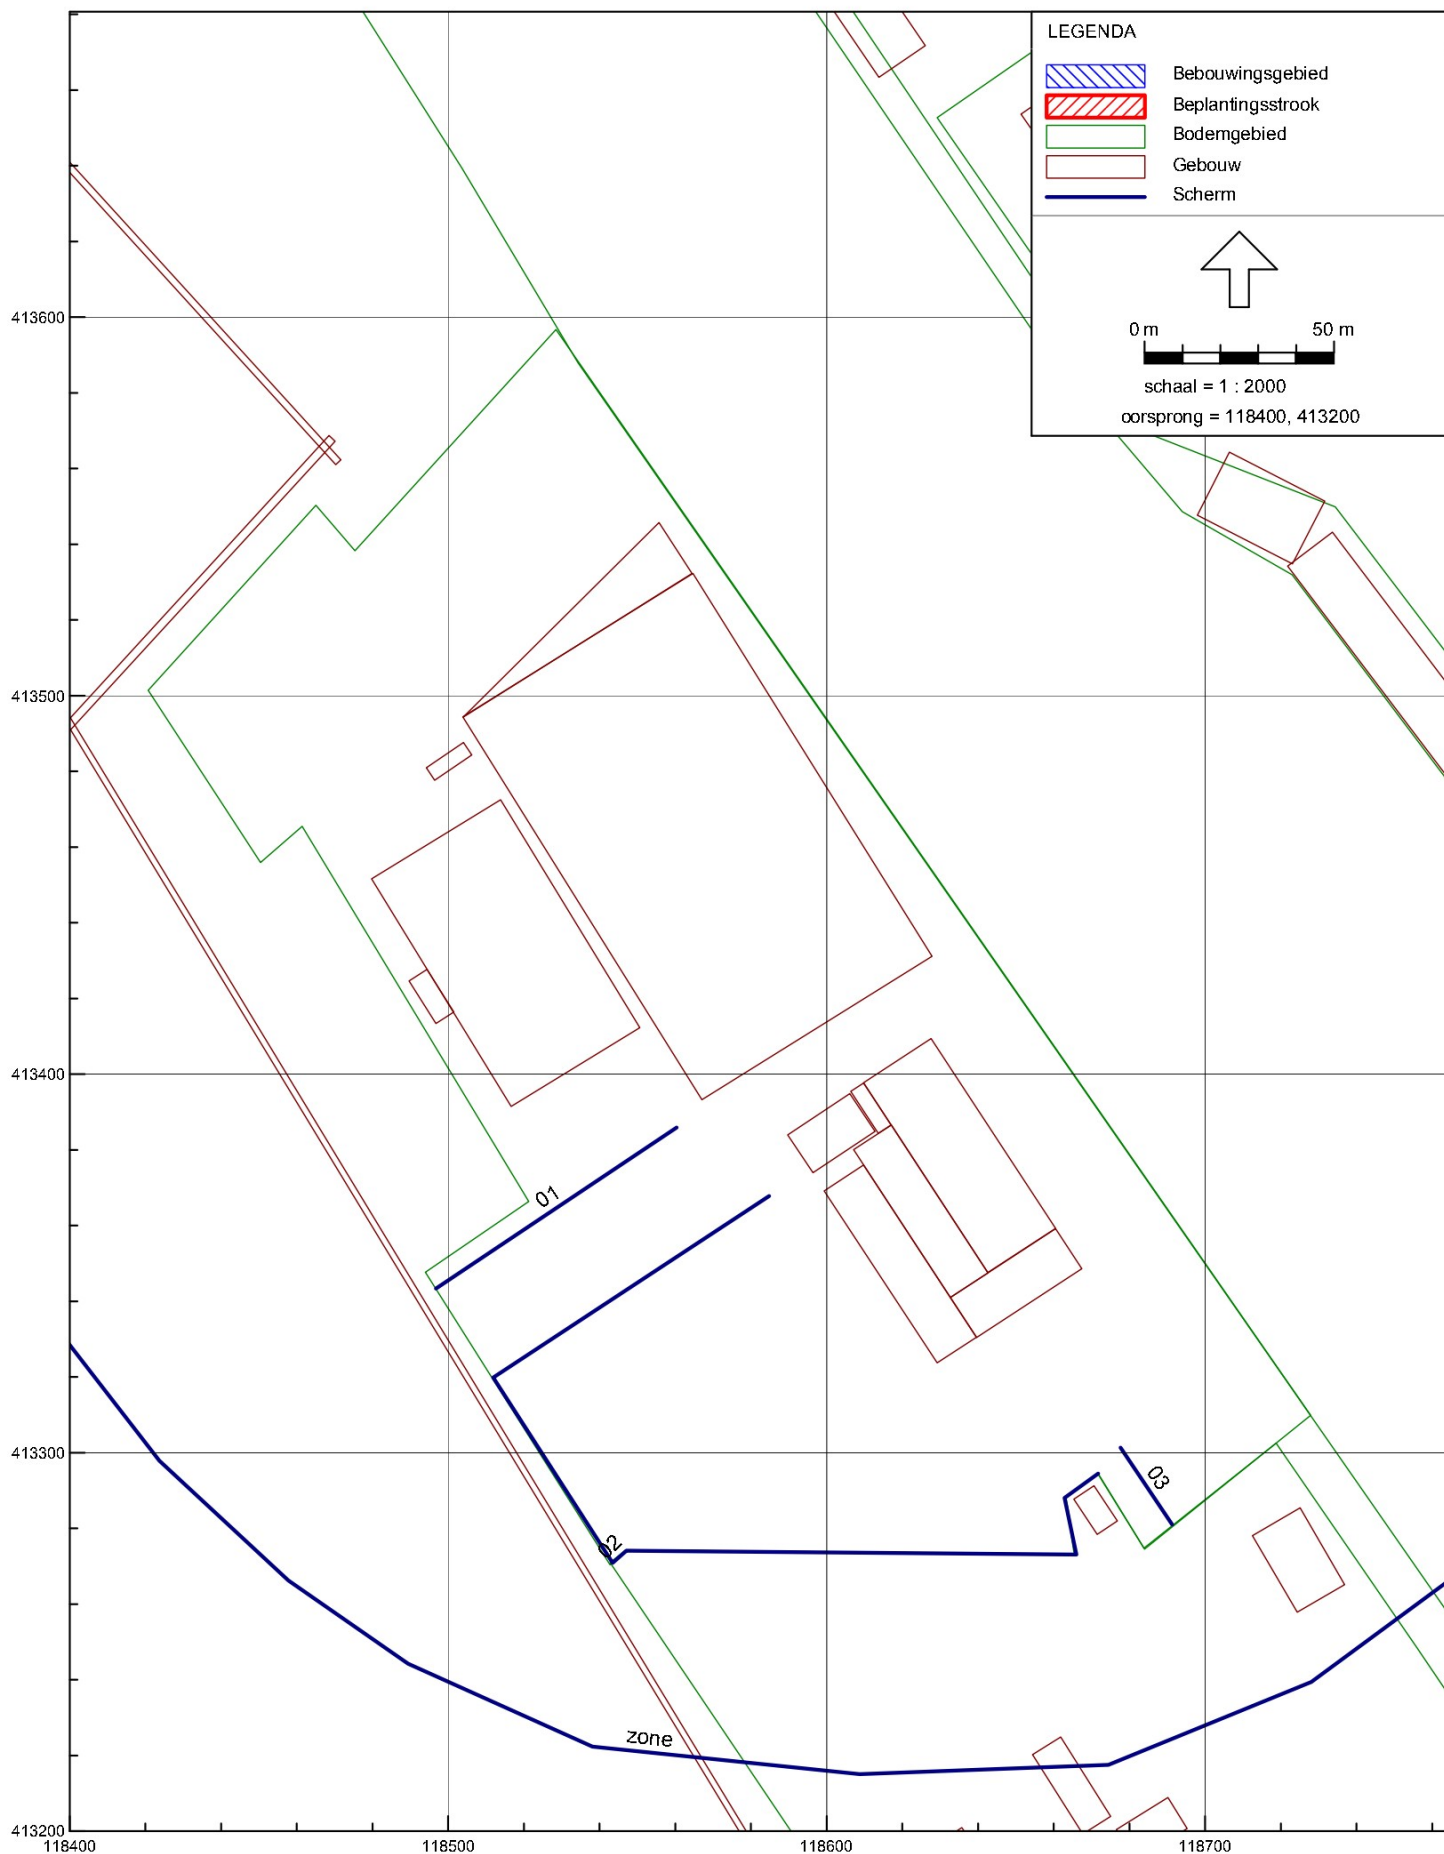 LEGENDA
Bebouwingsgebied
Beplantingsstrook
Bodemgebied
Gebouw
Scherm
0 m 50 m
schaal = 1 : 2000
oorsprong = 118400, 413200
413600
413500
413400
01
413300
03
02
zone
413200
118400 118500 118600 118700